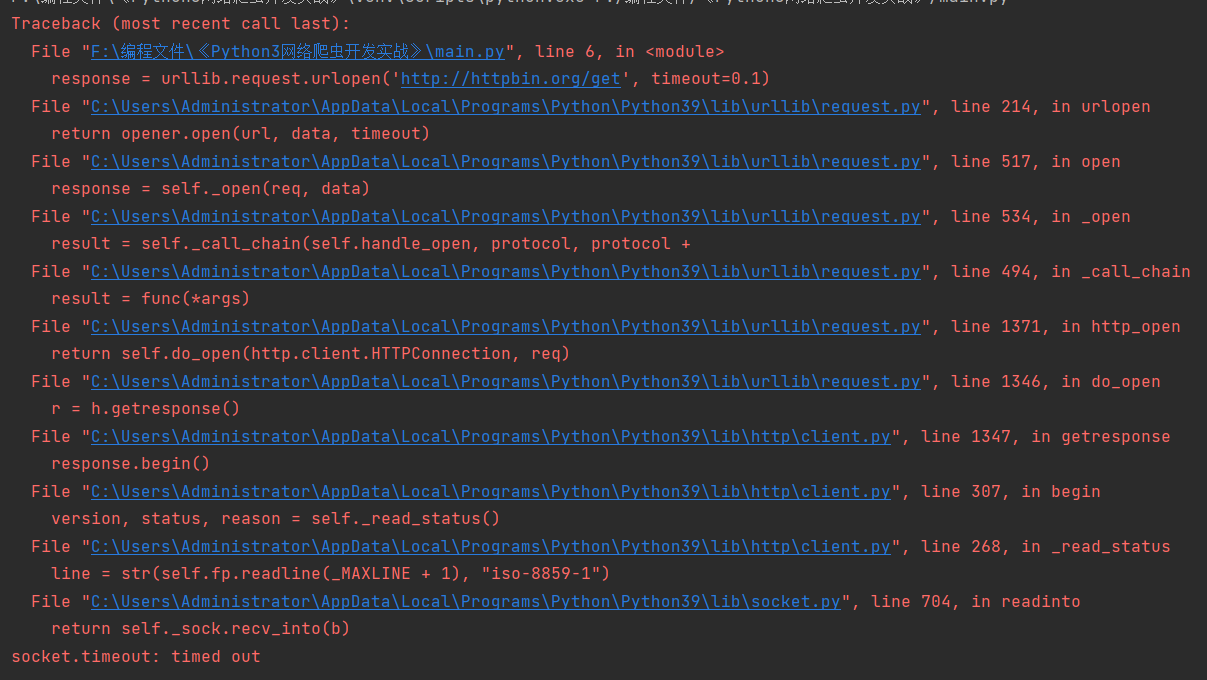 Traceback (most recent call last):
File "F:\编程文件\《Python3网络爬虫开发实战》\main.py", line 6, in <module>
response = urllib.request.urlopen('http://httpbin.org/get', timeout=0.1)
File "C:\Users\Administrator\AppData\Local\Programs\Python\Python39\lib\urllib\request.py", line 214, in urlopen
return opener.open(url, data, timeout)
File "C:\Users\Administrator\AppData\Local\Programs\Python\Python39\lib\urllib\request.py", line 517, in open
response = self._open(req, data)
File "C:\Users\Administrator\AppData\Local\Programs\Python\Python39\lib\urllib\request.py", line 534, in _open
result = self._call_chain(self.handle_open, protocol, protocol +
File "C:\Users\Administrator\AppData\Local\Programs\Python\Python39\lib\urllib\request.py", line 494, in _call_chain
result = func(*args)
File "C:\Users\Administrator\AppData\Local\Programs\Python\Python39\lib\urllib\request.py", line 1371, in http_open
return self.do_open(http.client.HTTPConnection, req)
File "C:\Users\Administrator\AppData\Local\Programs\Python\Python39\lib\urllib\request.py", line 1346, in do_open
r = h.getresponse()
File "C:\Users\Administrator\AppData\Local\Programs\Python\Python39\lib\http\client.py", line 1347, in getresponse
response.begin()
File "C:\Users\Administrator\AppData\Local\Programs\Python\Python39\lib\http\client.py", line 307, in begin
version, status, reason = self._read_status()
File "C:\Users\Administrator\AppData\Local\Programs\Python\Python39\lib\http\client.py", line 268, in _read_status
line = str(self.fp.readline(_MAXLINE + 1), "iso-8859-1")
File "C:\Users\Administrator\AppData\Local\Programs\Python\Python39\lib\socket.py", line 704, in readinto
return self._sock.recv_into(b)
socket.timeout: timed out